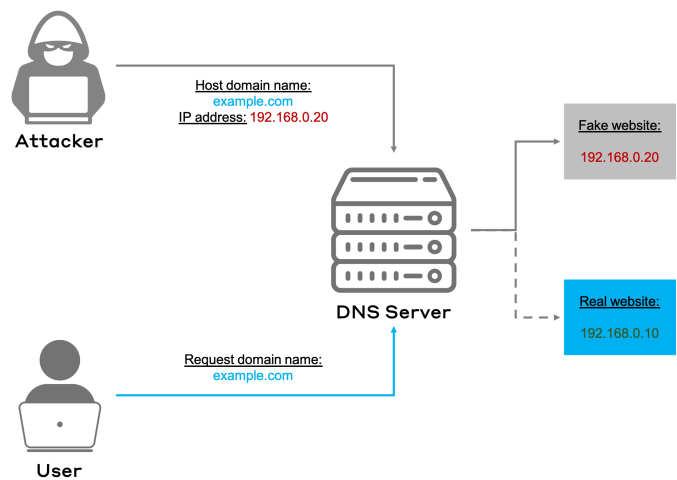 Host domain name:
example.com
IP address: 192.168.0.20
Attacker
Fake website:
192.168.0.20
DNS Server
Real website:
192.168.0.10
Request domain name:
example.com
User